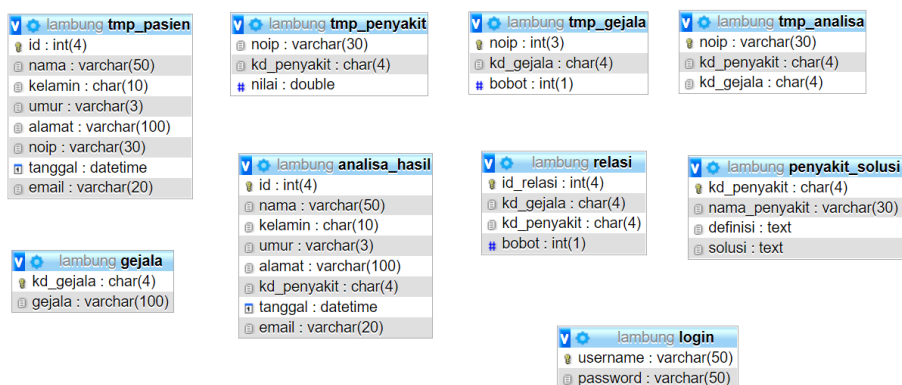 lambung tmp_pasien
id : int(4)
nama : varchar(50)
kelamin : char(10)
umur : varchar(3)
alamat : varchar(100)
noip : varchar(30)
tanggal : datetime
email : varchar(20)
lambung tmp_penyakit
noip : varchar(30)
kd_penyakit : char(4)
nilai : double
lambung tmp_gejala
noip : int(3)
kd_gejala : char(4)
bobot : int(1)
lambung tmp_analisa
noip : varchar(30)
kd_penyakit : char(4)
kd_gejala : char(4)
lambung analisa_hasil
id : int(4)
nama : varchar(50)
kelamin : char(10)
umur : varchar(3)
alamat : varchar(100)
kd_penyakit : char(4)
tanggal : datetime
email : varchar(20)
lambung relasi
id_relasi : int(4)
kd_gejala : char(4)
kd_penyakit : char(4)
bobot : int(1)
lambung penyakit_solusi
kd_penyakit : char(4)
nama_penyakit : varchar(30)
definisi : text
solusi : text
lambung gejala
kd_gejala : char(4)
gejala : varchar(100)
lambung login
username : varchar(50)
password : varchar(50)